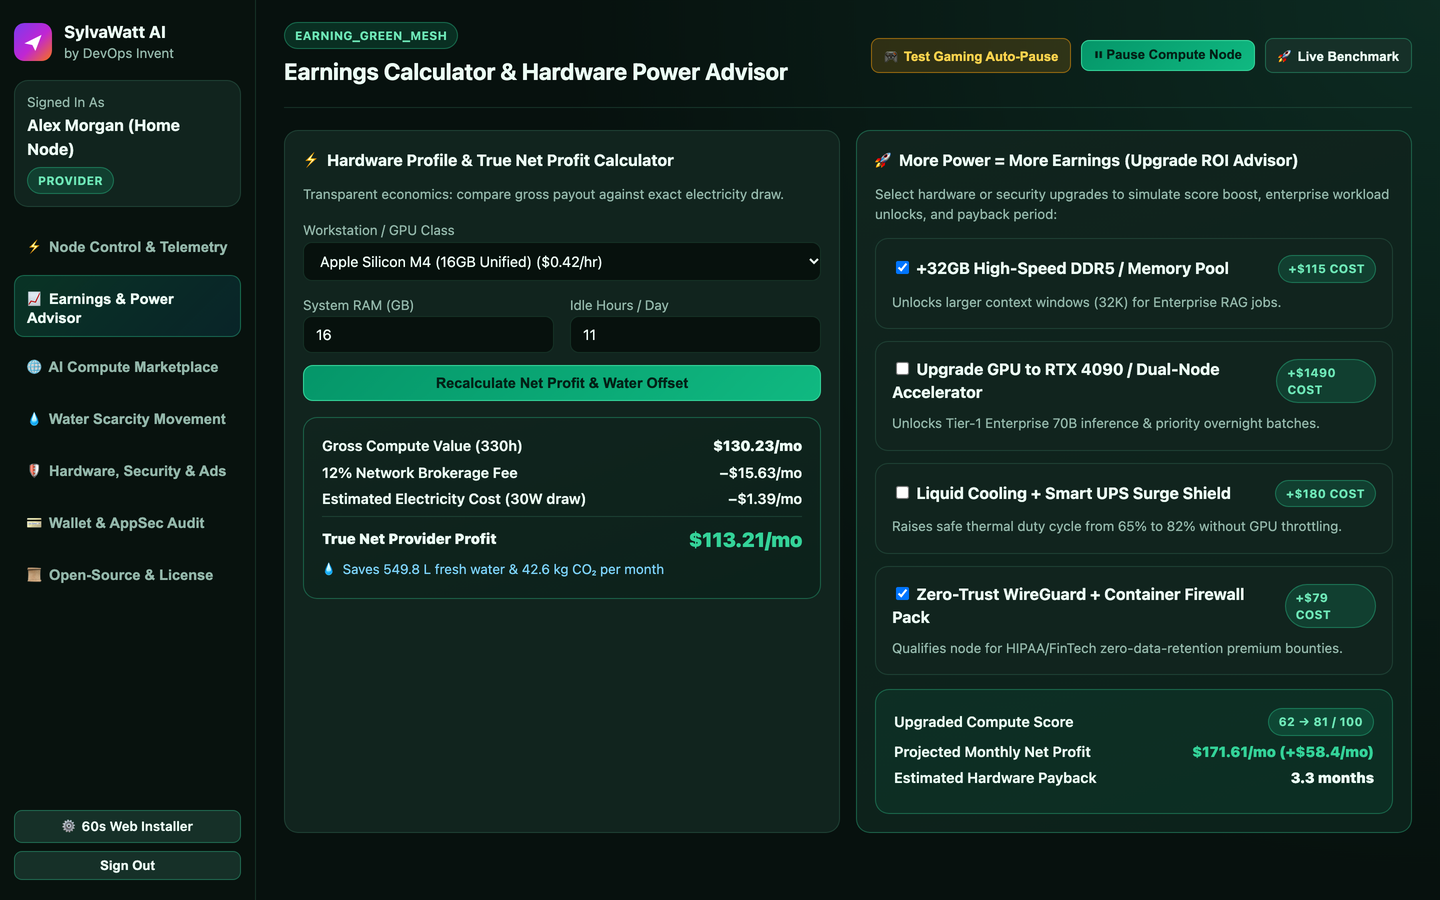 SylvaWatt AI
by DevOps Invent
Signed In As
Alex Morgan (Home
Node)
PROVIDER
Node Control & Telemetry
Earnings & Power
Advisor
AI Compute Marketplace
Water Scarcity Movement
Hardware, Security & Ads
Wallet & AppSec Audit
Open-Source & License
60s Web Installer
Sign Out
EARNING_GREEN_MESH
Earnings Calculator & Hardware Power Advisor
Test Gaming Auto-Pause
Pause Compute Node
Live Benchmark
Hardware Profile & True Net Profit Calculator
Transparent economics: compare gross payout against exact electricity draw.
Workstation / GPU Class
Apple Silicon M4 (16GB Unified) ($0.42/hr)
System RAM (GB)
Idle Hours / Day
16
11
Recalculate Net Profit & Water Offset
Gross Compute Value (330h) $130.23/mo
12% Network Brokerage Fee −$15.63/mo
Estimated Electricity Cost (30W draw) −$1.39/mo
True Net Provider Profit $113.21/mo
Saves 549.8 L fresh water & 42.6 kg CO₂ per month
More Power = More Earnings (Upgrade ROI Advisor)
Select hardware or security upgrades to simulate score boost, enterprise workload
unlocks, and payback period:
+32GB High-Speed DDR5 / Memory Pool
+$115 COST
Unlocks larger context windows (32K) for Enterprise RAG jobs.
Upgrade GPU to RTX 4090 / Dual-Node
Accelerator
+$1490
COST
Unlocks Tier-1 Enterprise 70B inference & priority overnight batches.
Liquid Cooling + Smart UPS Surge Shield
+$180 COST
Raises safe thermal duty cycle from 65% to 82% without GPU throttling.
Zero-Trust WireGuard + Container Firewall
Pack
+$79
COST
Qualifies node for HIPAA/FinTech zero-data-retention premium bounties.
Upgraded Compute Score 62 → 81 / 100
Projected Monthly Net Profit $171.61/mo (+$58.4/mo)
Estimated Hardware Payback 3.3 months